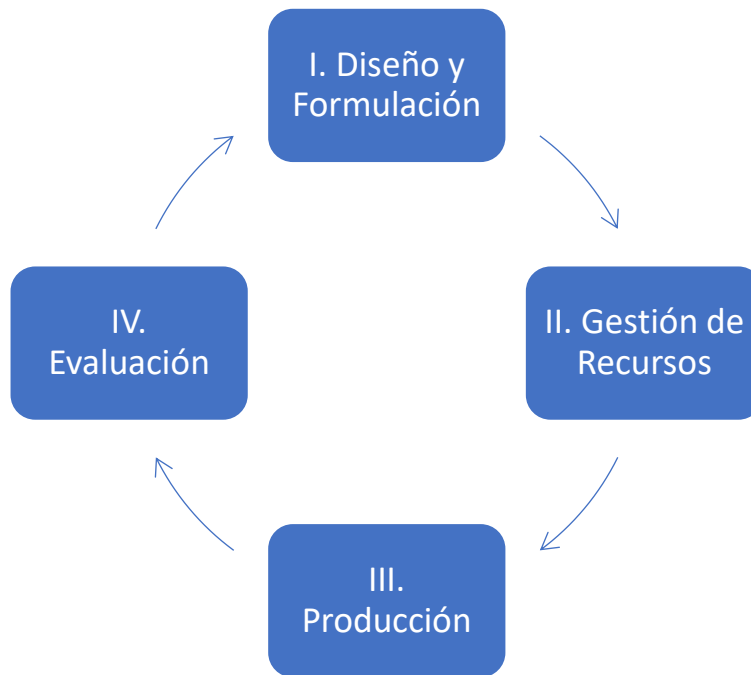 I. Diseño y
Formulación
II. Gestión de
Recursos
III.
Producción
IV.
Evaluación